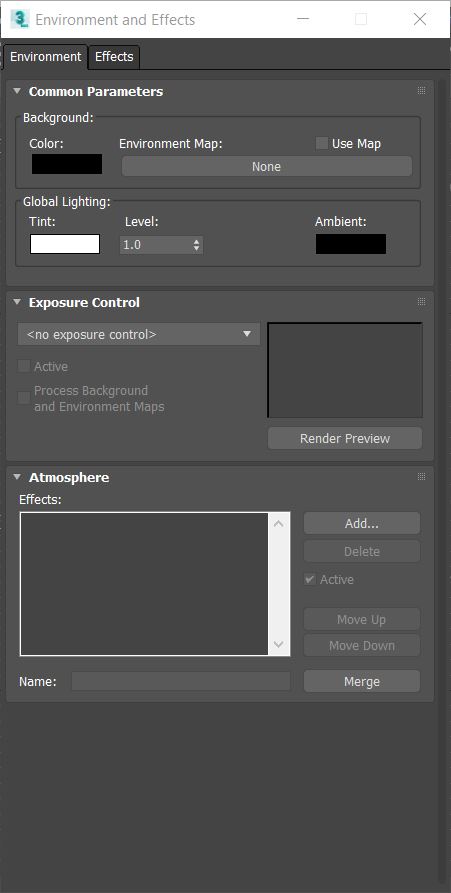 Environment and Effects
Environment Effects
Common Parameters
Background:
Color: Environment Map: Use Map
None
Global Lighting:
Tint: Level: Ambient:
1.0
Exposure Control
<no exposure control>
Active
Process Background
and Environment Maps
Render Preview
Atmosphere
Effects:
Add...
Delete
Active
Move Up
Move Down
Name: Merge